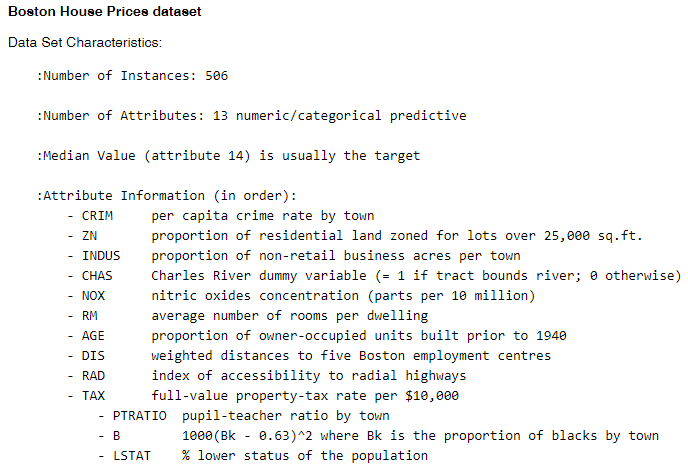 Boston House Prices dataset
Data Set Characteristics:
:Number of Instances: 506
:Number of Attributes: 13 numeric/categorical predictive
:Median Value (attribute 14) is usually the target
:Attribute Information (in order):
- CRIM     per capita crime rate by town
- ZN       proportion of residential land zoned for lots over 25,000 sq.ft.
- INDUS    proportion of non-retail business acres per town
- CHAS     Charles River dummy variable (= 1 if tract bounds river; 0 otherwise)
- NOX      nitric oxides concentration (parts per 10 million)
- RM       average number of rooms per dwelling
- AGE      proportion of owner-occupied units built prior to 1940
- DIS      weighted distances to five Boston employment centres
- RAD      index of accessibility to radial highways
- TAX      full-value property-tax rate per $10,000
- PTRATIO  pupil-teacher ratio by town
- B        1000(Bk - 0.63)^2 where Bk is the proportion of blacks by town
- LSTAT    % lower status of the population